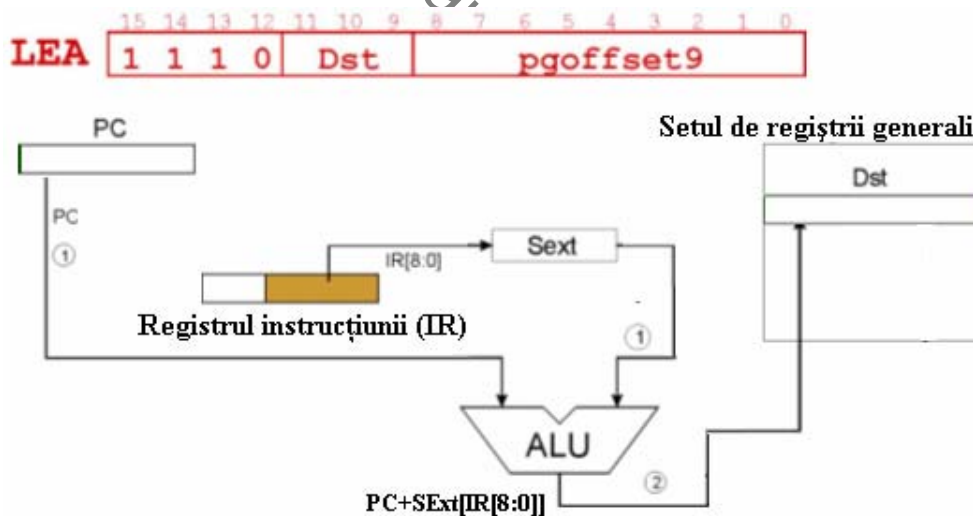 15 14 13 12 11 10 9 8 7 6 5 4 3 2 1 0
LEA 1 1 1 0 Dst pgoffset9
PC
Setul de regiştrii generali
Dst
PC
1
IR[8:0]
Sext
Registrul instrucţiunii (IR)
1
ALU
2
PC+SExt[IR[8:0]]